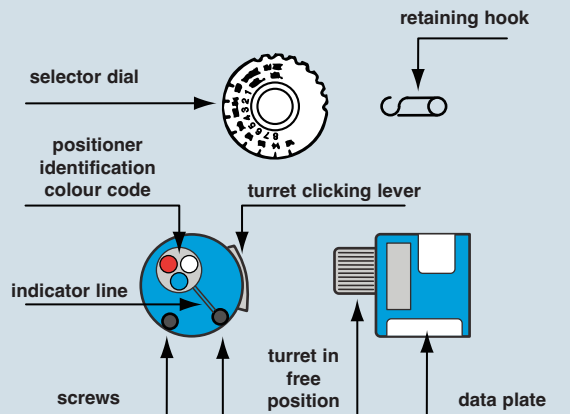 retaining hook
selector dial
positioner
identification
colour code
turret clicking lever
indicator line
turret in
free
position
screws
data plate